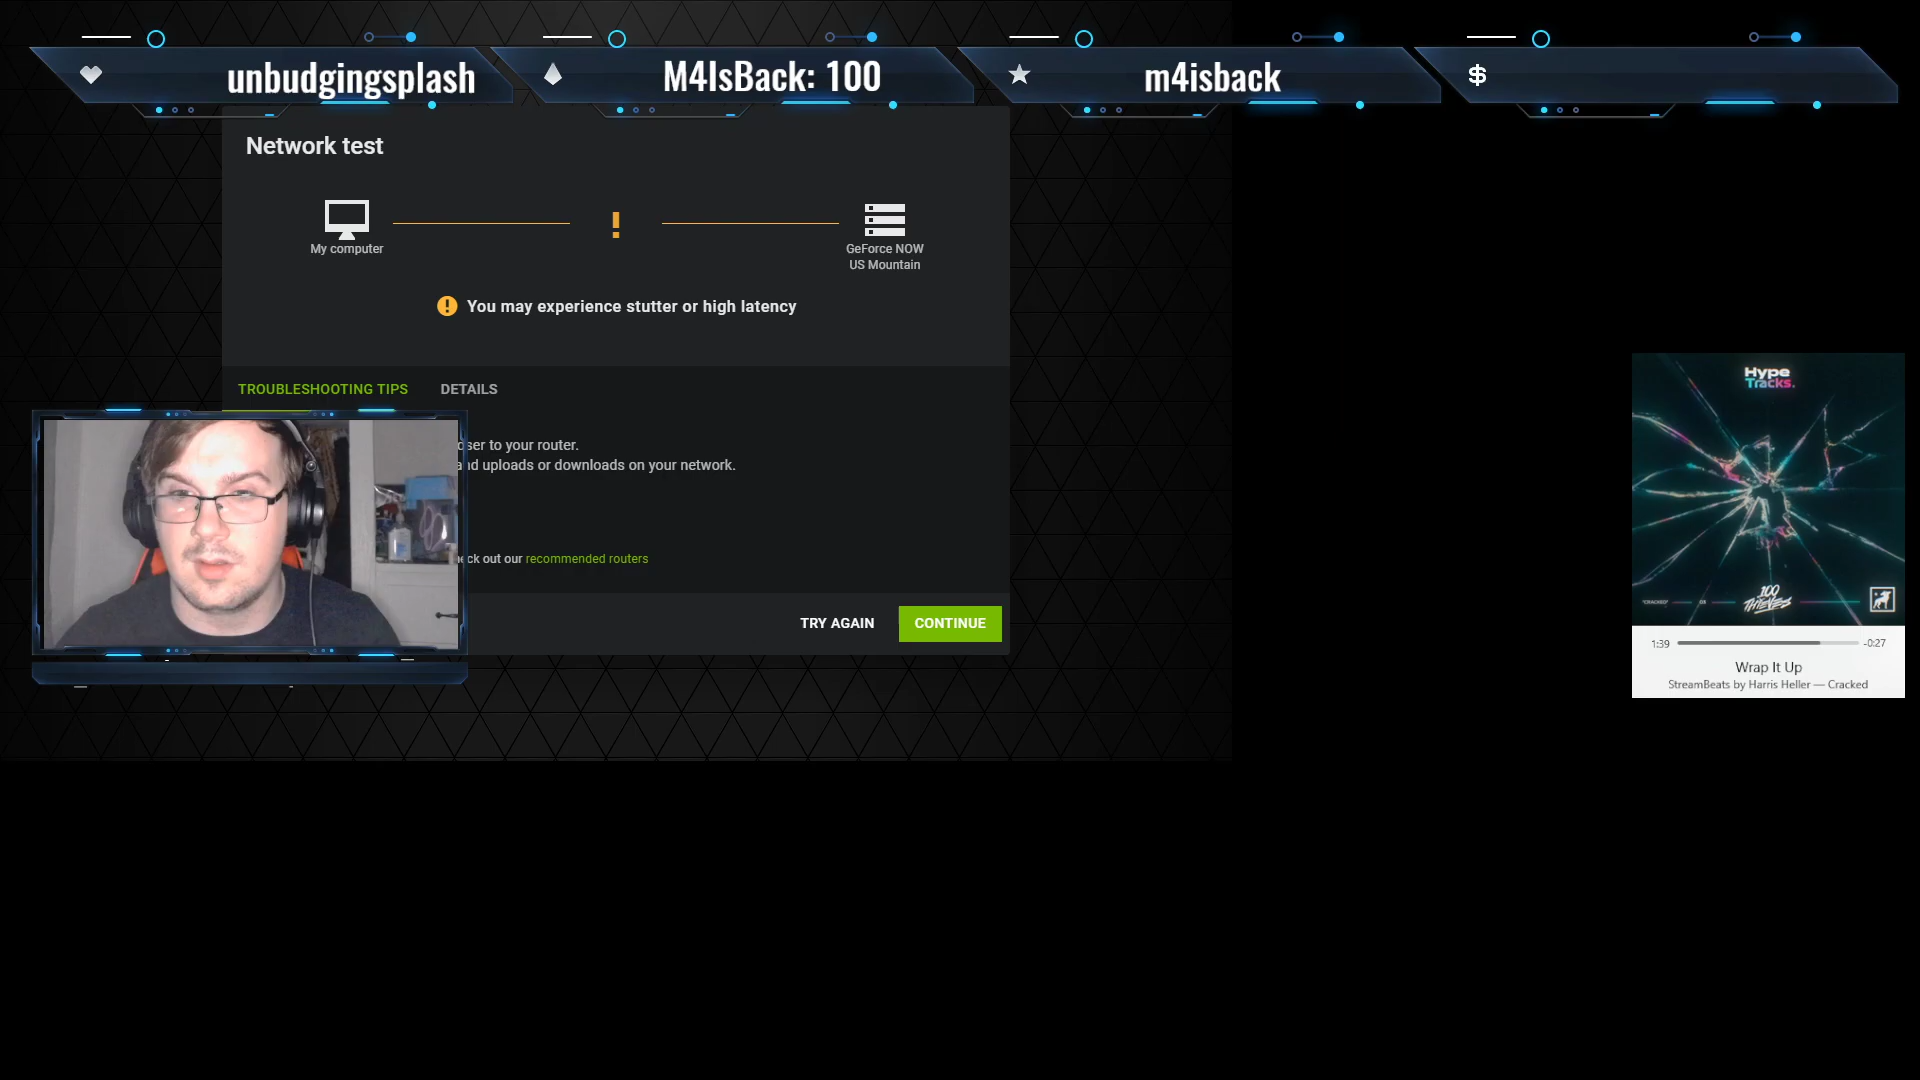 unbudgingsplash
M4IsBack: 100
m4isback
Network test
My computer
GeForce NOW
US Mountain
You may experience stutter or high latency
TROUBLESHOOTING TIPS
DETAILS
to your router.
uploads or downloads on your network.
out our recommended routers
TRY AGAIN
CONTINUE
Hype
Tracks.
"CRACKED"
100
THIEVES
1:39
-0:27
Wrap It Up
StreamBeats by Harris Heller — Cracked